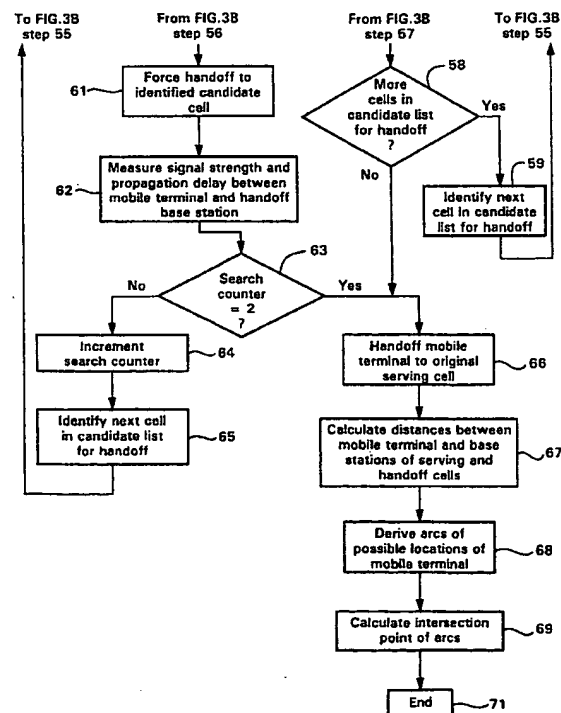 To FIG.3B
step 55
From FIG.3B
step 56
From FIG.3B
step 57
To FIG.3B
step 55
61
Force handoff to
identified candidate
cell
58
More
cells in
candidate list
for handoff
?
Yes
No
62
Measure signal strength and
propagation delay between
mobile terminal and handoff
base station
59
Identify next
cell in candidate
list for handoff
63
Search
counter
= 2
?
No
Yes
Increment
search counter
64
Handoff mobile
terminal to original
serving cell
66
Identify next cell
in candidate list
for handoff
65
Calculate distances between
mobile terminal and base
stations of serving and
handoff cells
67
Derive arcs of
possible locations of
mobile terminal
68
Calculate intersection
point of arcs
69
End
71